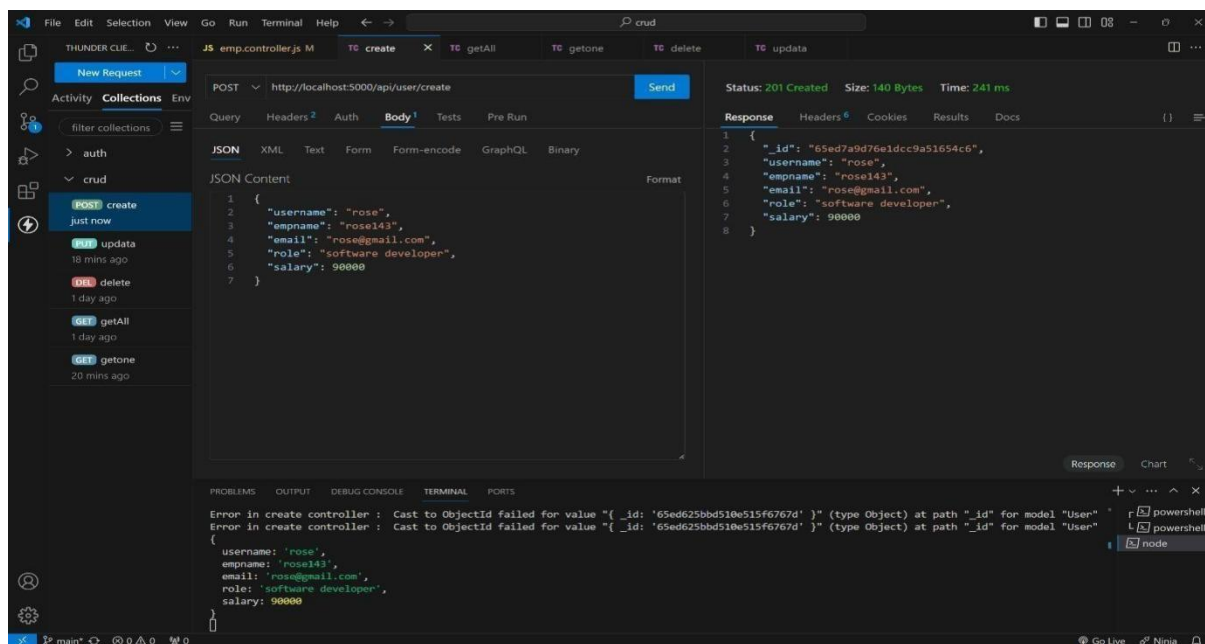 File Edit Selection View Go Run Terminal Help
crud
THUNDER CLIE...
JS emp.controller.js M
TC create
TC getAll
TC getone
TC delete
TC updata
New Request
Activity Collections Env
filter collections
auth
crud
POST create
just now
PUT updata
18 mins ago
DEL delete
1 day ago
GET getAll
1 day ago
GET getone
20 mins ago
POST http://localhost:5000/api/user/create Send
Query Headers 2 Auth Body 1 Tests Pre Run
JSON XML Text Form Form-encode GraphQL Binary
JSON Content Format
1 {
2 "username": "rose",
3 "empname": "rose143",
4 "email": "rose@gmail.com",
5 "role": "software developer",
6 "salary": 90000
7 }
Status: 201 Created Size: 140 Bytes Time: 241 ms
Response Headers 6 Cookies Results Docs {}
1 {
2 "_id": "65ed7a9d76e1dcc9a51654c6",
3 "username": "rose",
4 "empname": "rose143",
5 "email": "rose@gmail.com",
6 "role": "software developer",
7 "salary": 90000
8 }
Response Chart
PROBLEMS OUTPUT DEBUG CONSOLE TERMINAL PORTS
Error in create controller : Cast to ObjectId failed for value "{ _id: '65ed625bbd510e515f6767d' }" (type Object) at path "_id" for model "User"
Error in create controller : Cast to ObjectId failed for value "{ _id: '65ed625bbd510e515f6767d' }" (type Object) at path "_id" for model "User"
{
username: 'rose',
empname: 'rose143',
email: 'rose@gmail.com',
role: 'software developer',
salary: 90000
}
powershell
powershell
node
main* 0 0 0 Go Live Ninja